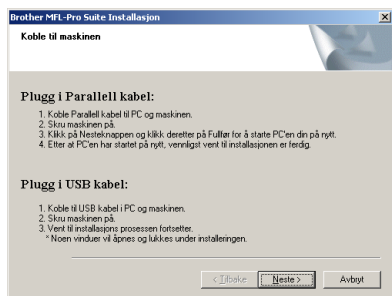 Brother MFL-Pro Suite Installasjon
Koble til maskinen
Plugg i Parallell kabel:
1. Koble Parallell kabel til PC og maskinen.
2. Skru maskinen på.
3. Klikk på Nesteknappen og klikk deretter på Fullfør for å starte PC'en din på nytt.
4. Etter at PC'en har startet på nytt, vennligst vent til installasjonen er ferdig.
Plugg i USB kabel:
1. Koble til USB kabel i PC og maskinen.
2. Skru maskinen på.
3. Vent til installasjons prosessen fortsetter.
* Noen vinduer vil åpnes og lukkes under installeringen.
< Tilbake Neste > Avbryt